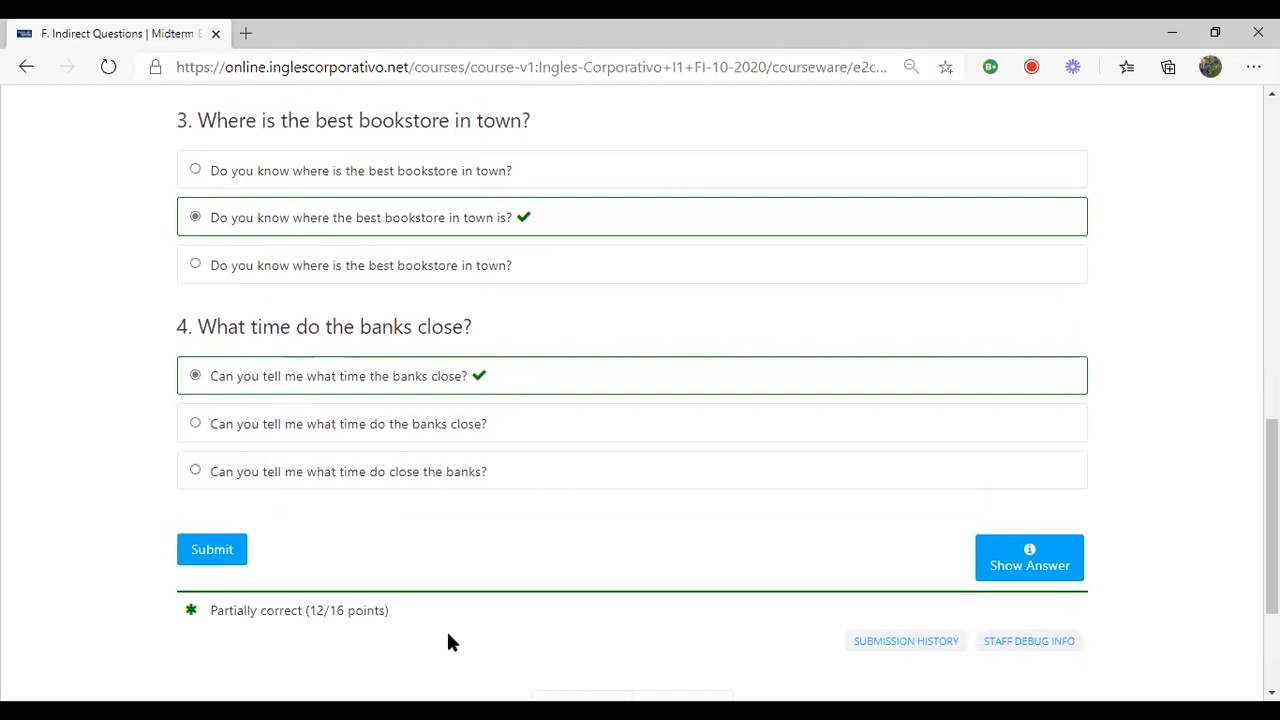 F. Indirect Questions | Midterm E
https://online.inglescorporativo.net/courses/course-v1:Ingles-Corporativo+I1+FI-10-2020/courseware/e2c...
3. Where is the best bookstore in town?
Do you know where is the best bookstore in town?
Do you know where the best bookstore in town is?
Do you know where is the best bookstore in town?
4. What time do the banks close?
Can you tell me what time the banks close?
Can you tell me what time do the banks close?
Can you tell me what time do close the banks?
Submit
Show Answer
Partially correct (12/16 points)
SUBMISSION HISTORY
STAFF DEBUG INFO